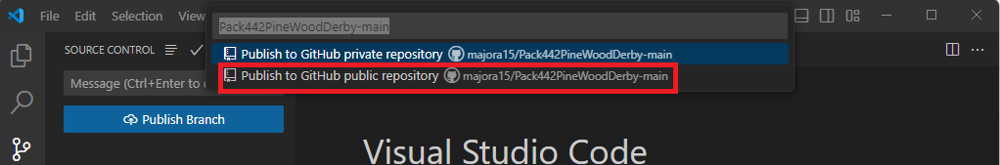 File Edit Selection View
Pack442PineWoodDerby-main
Publish to GitHub private repository majora15/Pack442PineWoodDerby-main
Publish to GitHub public repository majora15/Pack442PineWoodDerby-main
SOURCE CONTROL
Message (Ctrl+Enter to c
Publish Branch
Visual Studio Code